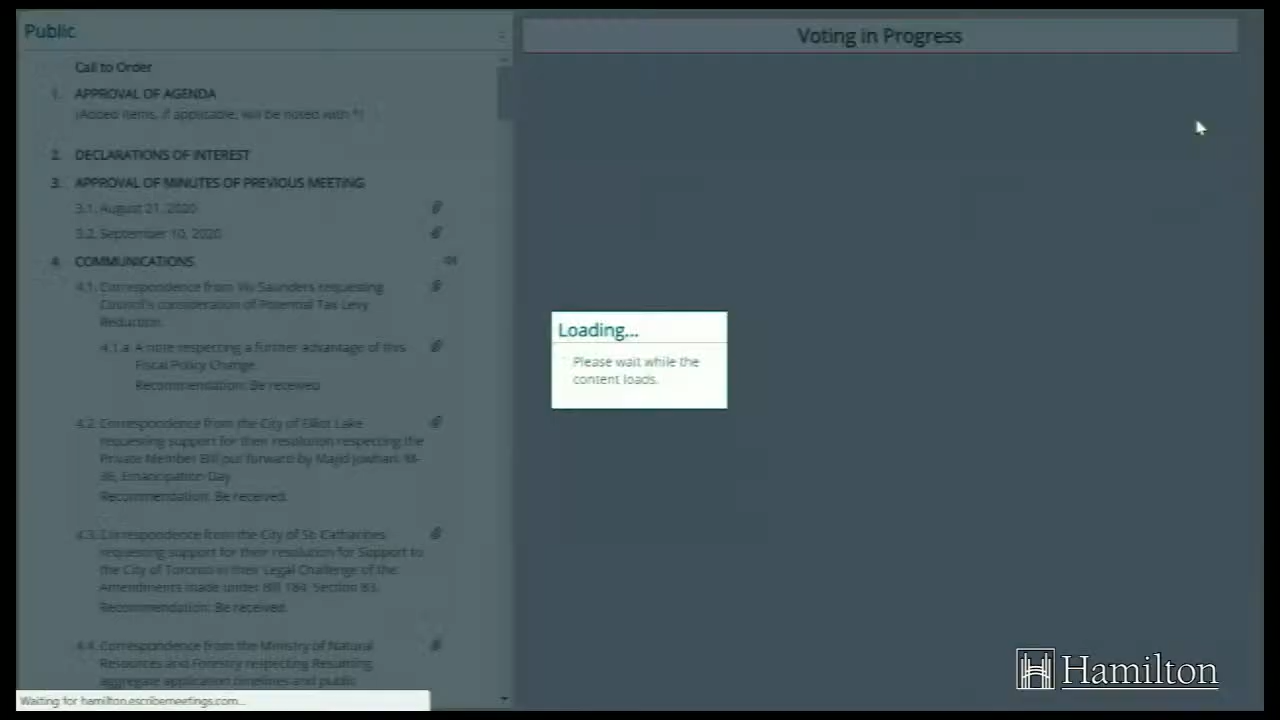 Public
Voting in Progress
Call to Order
1. APPROVAL OF AGENDA
(Added Items, if applicable, will be noted with *)
2. DECLARATIONS OF INTEREST
3. APPROVAL OF MINUTES OF PREVIOUS MEETING
3.1. August 21, 2020
3.2. September 10, 2020
4. COMMUNICATIONS
4.1. Correspondence from Viv Saunders requesting
Council's consideration of Potential Tax Levy
Reduction.
4.1.a A note respecting a further advantage of this
Fiscal Policy Change.
Recommendation: Be received.
4.2. Correspondence from the City of Elliot Lake
requesting support for their resolution respecting the
Private Member Bill put forward by Majid Jowhari: M-
36, Emancipation Day
Recommendation: Be received.
4.3. Correspondence from the City of St. Catharines
requesting support for their resolution for Support to
the City of Toronto in their Legal Challenge of the
Amendments made under Bill 184, Section 83.
Recommendation: Be received.
4.4. Correspondence from the Ministry of Natural
Resources and Forestry respecting Resuming
aggregate application timelines and public
Loading...
Please wait while the
content loads.
Waiting for hamilton.escribemeetings.com...
Hamilton